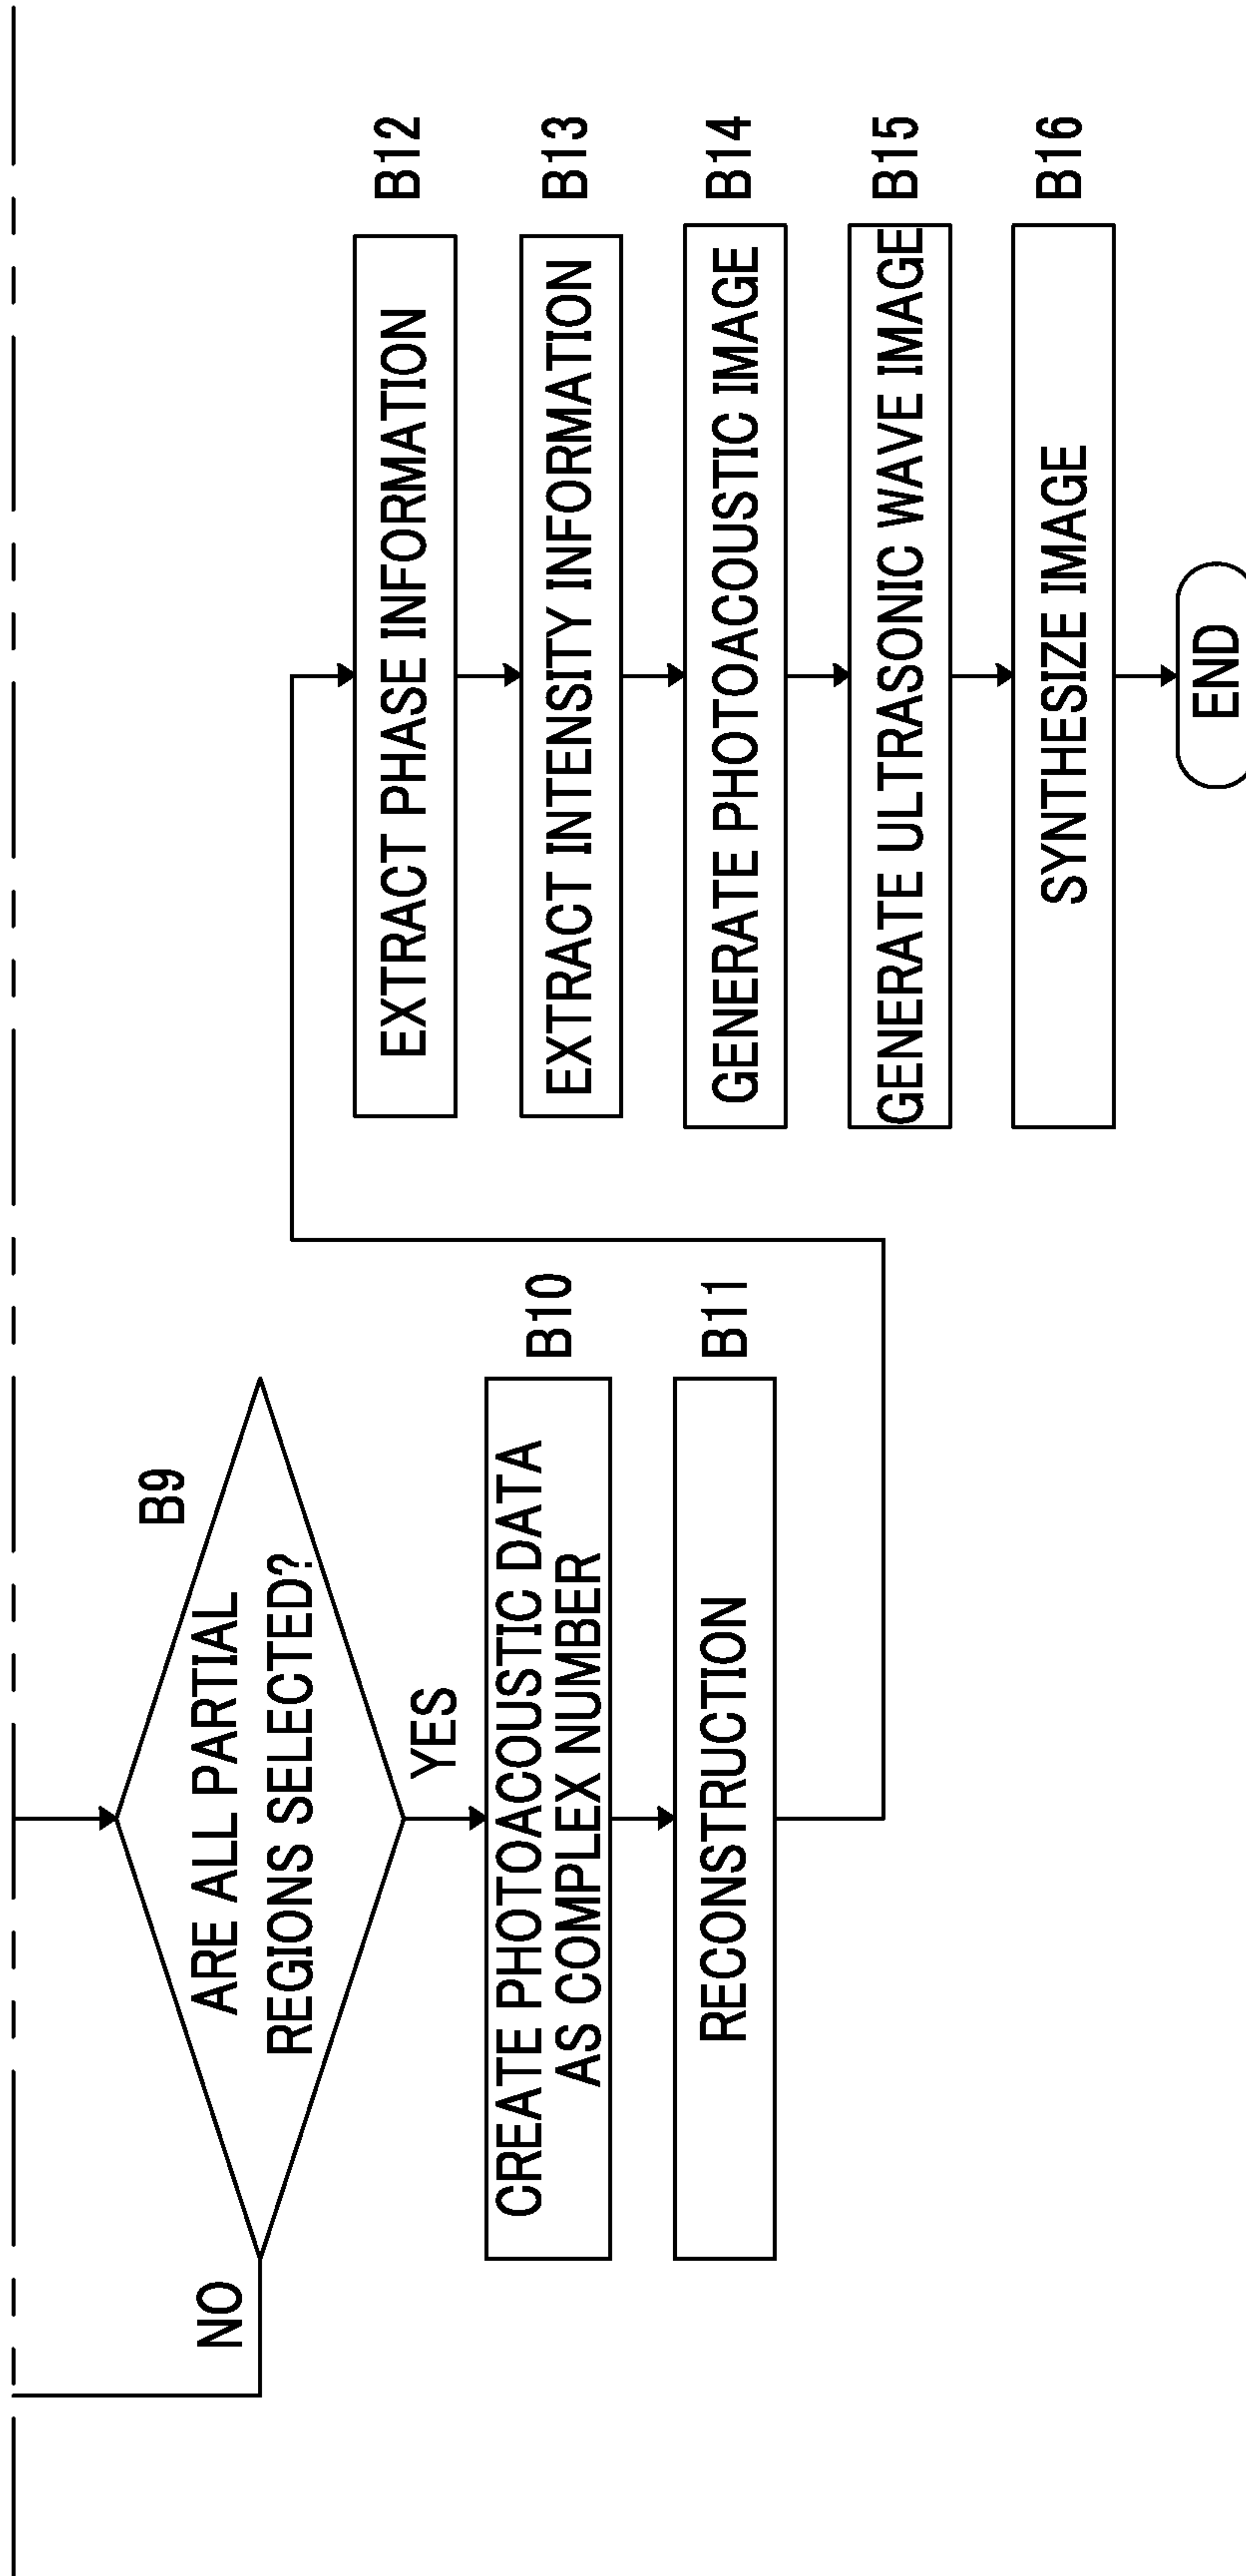 B9
ARE ALL PARTIAL
REGIONS SELECTED?
NO
YES
CREATE PHOTOACOUSTIC DATA
AS COMPLEX NUMBER
B10
RECONSTRUCTION
B11
EXTRACT PHASE INFORMATION
B12
EXTRACT INTENSITY INFORMATION
B13
GENERATE PHOTOACOUSTIC IMAGE
B14
GENERATE ULTRASONIC WAVE IMAGE
B15
SYNTHESIZE IMAGE
B16
END